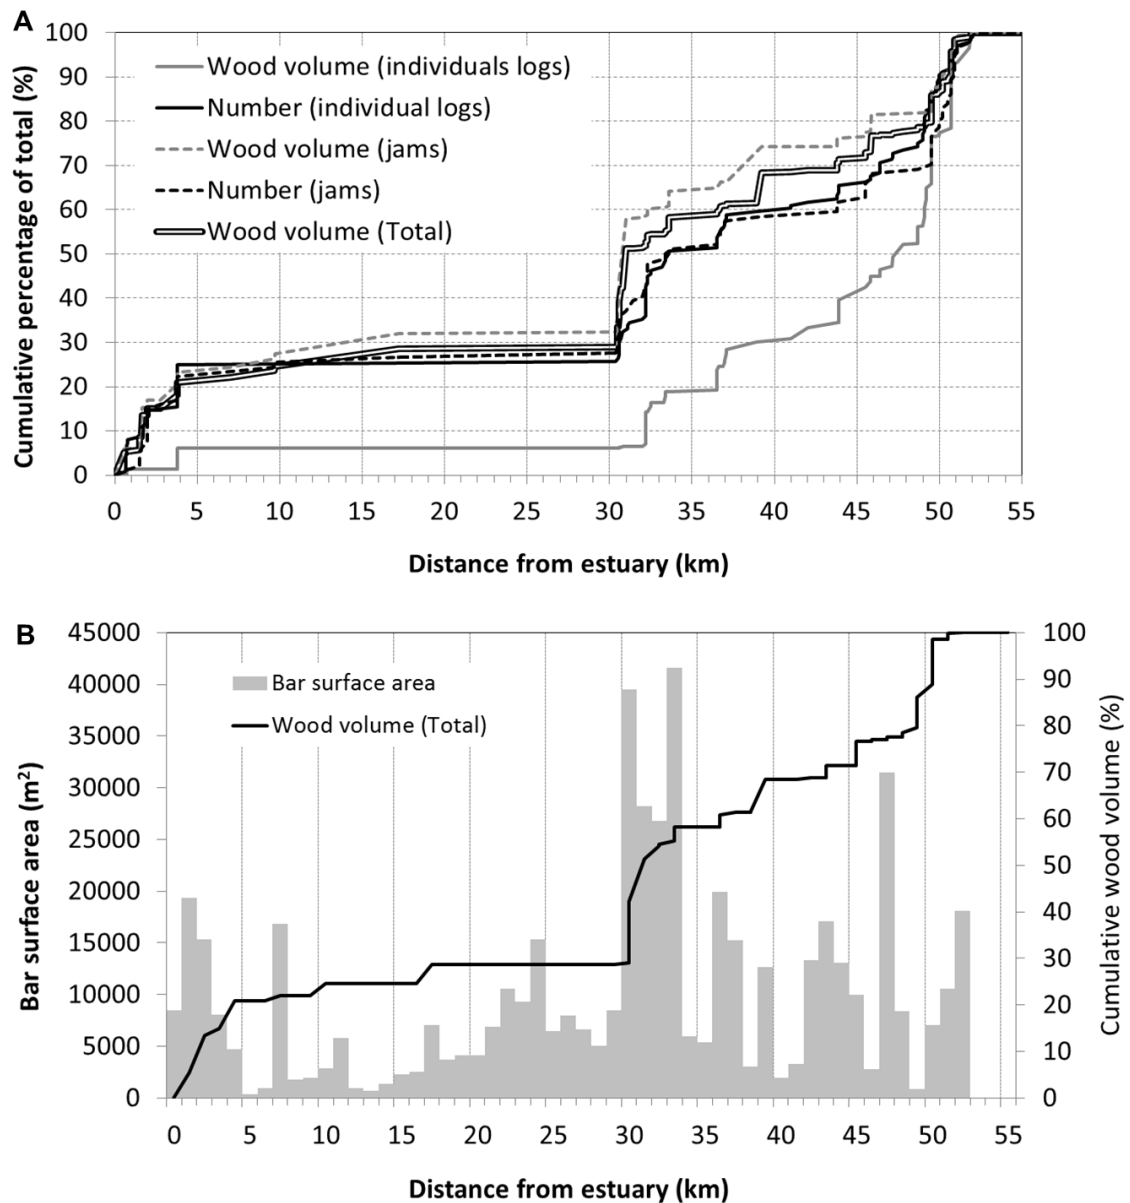 A
Cumulative percentage of total (%)
100
90
80
70
60
50
40
30
20
10
0
Wood volume (individuals logs)
Number (individual logs)
Wood volume (jams)
Number (jams)
Wood volume (Total)
0 5 10 15 20 25 30 35 40 45 50 55
Distance from estuary (km)
B
Bar surface area (m²)
45000
40000
35000
30000
25000
20000
15000
10000
5000
0
Bar surface area
Wood volume (Total)
100
90
80
70
60
50
40
30
20
10
0
Cumulative wood volume (%)
0 5 10 15 20 25 30 35 40 45 50 55
Distance from estuary (km)